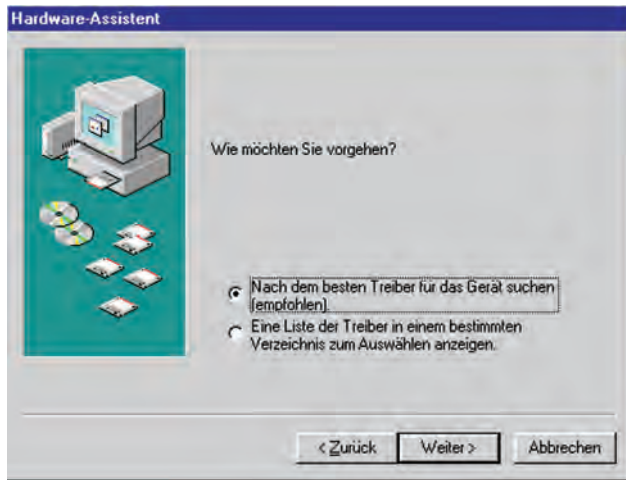 Hardware-Assistent
Wie möchten Sie vorgehen?
Nach dem besten Treiber für das Gerät suchen
(empfohlen).
Eine Liste der Treiber in einem bestimmten
Verzeichnis zum Auswählen anzeigen.
< Zurück Weiter > Abbrechen